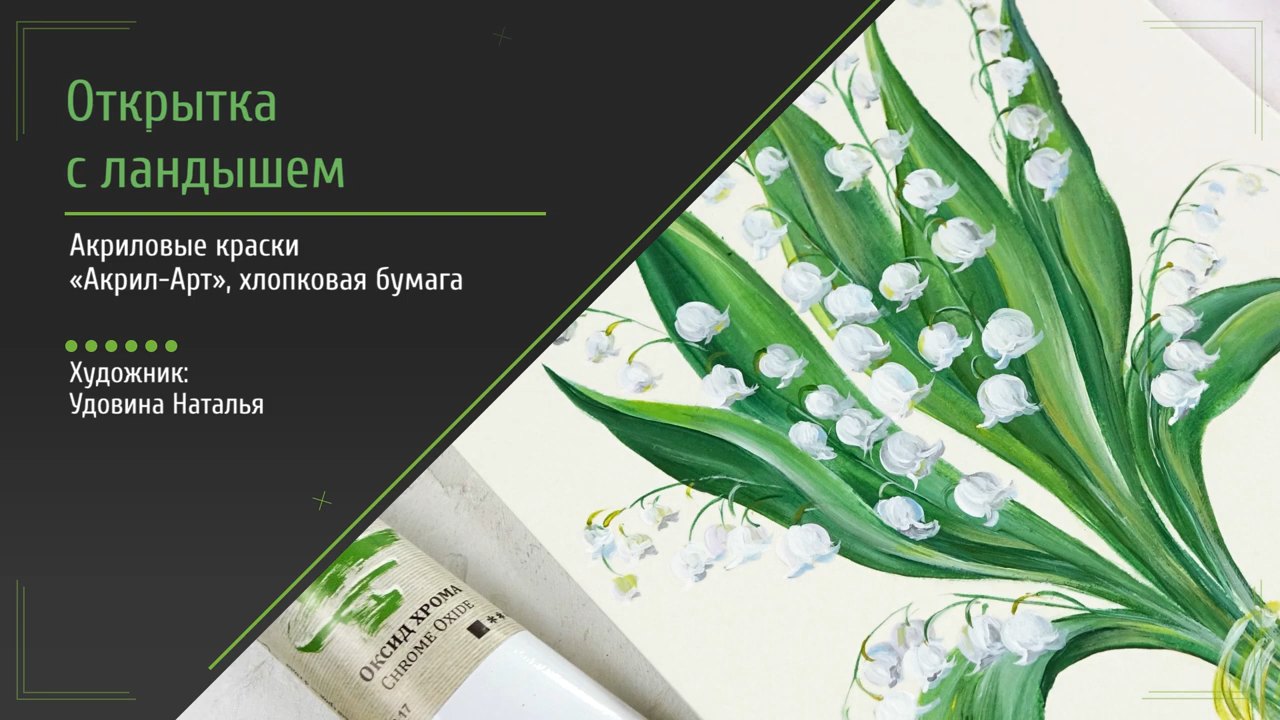 Открытка
с ландышем
Акриловые краски
«Акрил-Арт», хлопковая бумага
Художник:
Удовина Наталья
ОКСИД ХРОМА
CHROME OXIDE